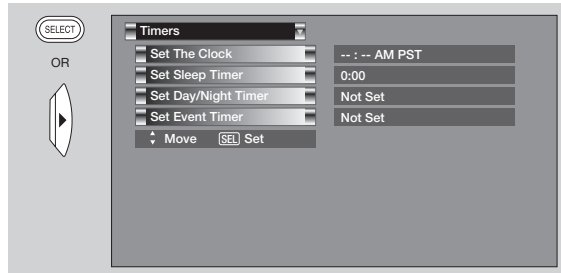 SELECT
OR
Timers
Set The Clock -- : -- AM PST
Set Sleep Timer 0:00
Set Day/Night Timer Not Set
Set Event Timer Not Set
Move SEL Set